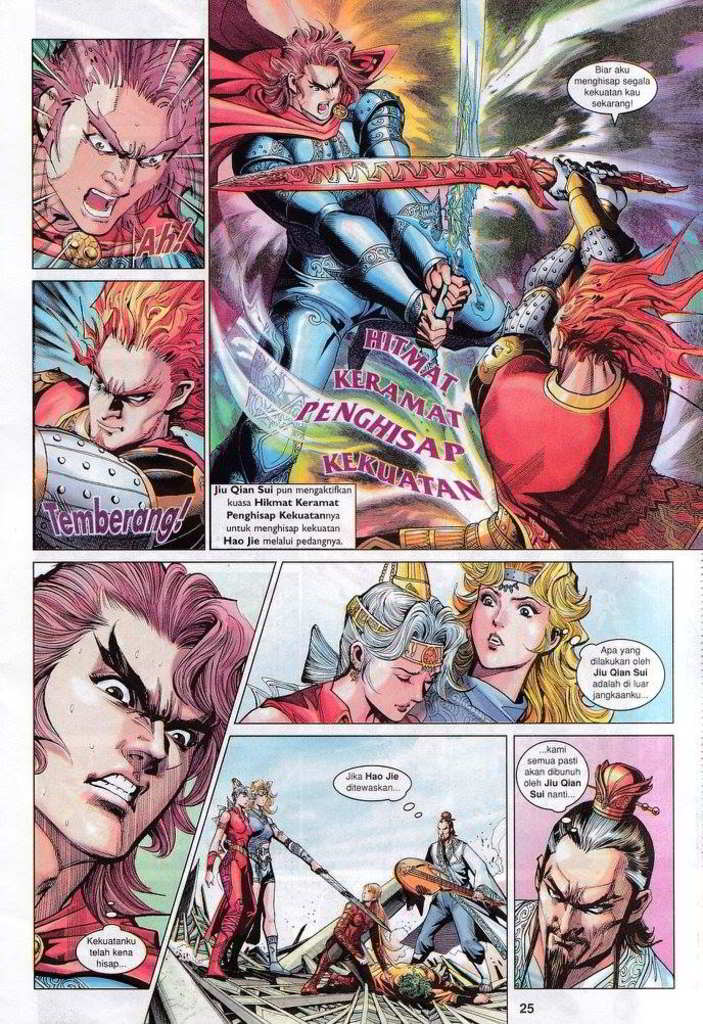 Ah!
Temberang!
Biar aku
menghisap segala
kekuatan kau
sekarang!
HITMAT
KERAMAT
PENGHISAP
KEKUATAN
Jiu Qian Sui pun mengaktifkan
kuasa Hikmat Keramat
Penghisap Kekuatannya
untuk menghisap kekuatan
Hao Jie melalui pedangnya.
Kekuatanku
telah kena
hisap...
Apa yang
dilakukan oleh
Jiu Qian Sui
adalah di luar
jangkaanku...
Jika Hao Jie
ditewaskan...
...kami
semua pasti
akan dibunuh
oleh Jiu Qian
Sui nanti...
25